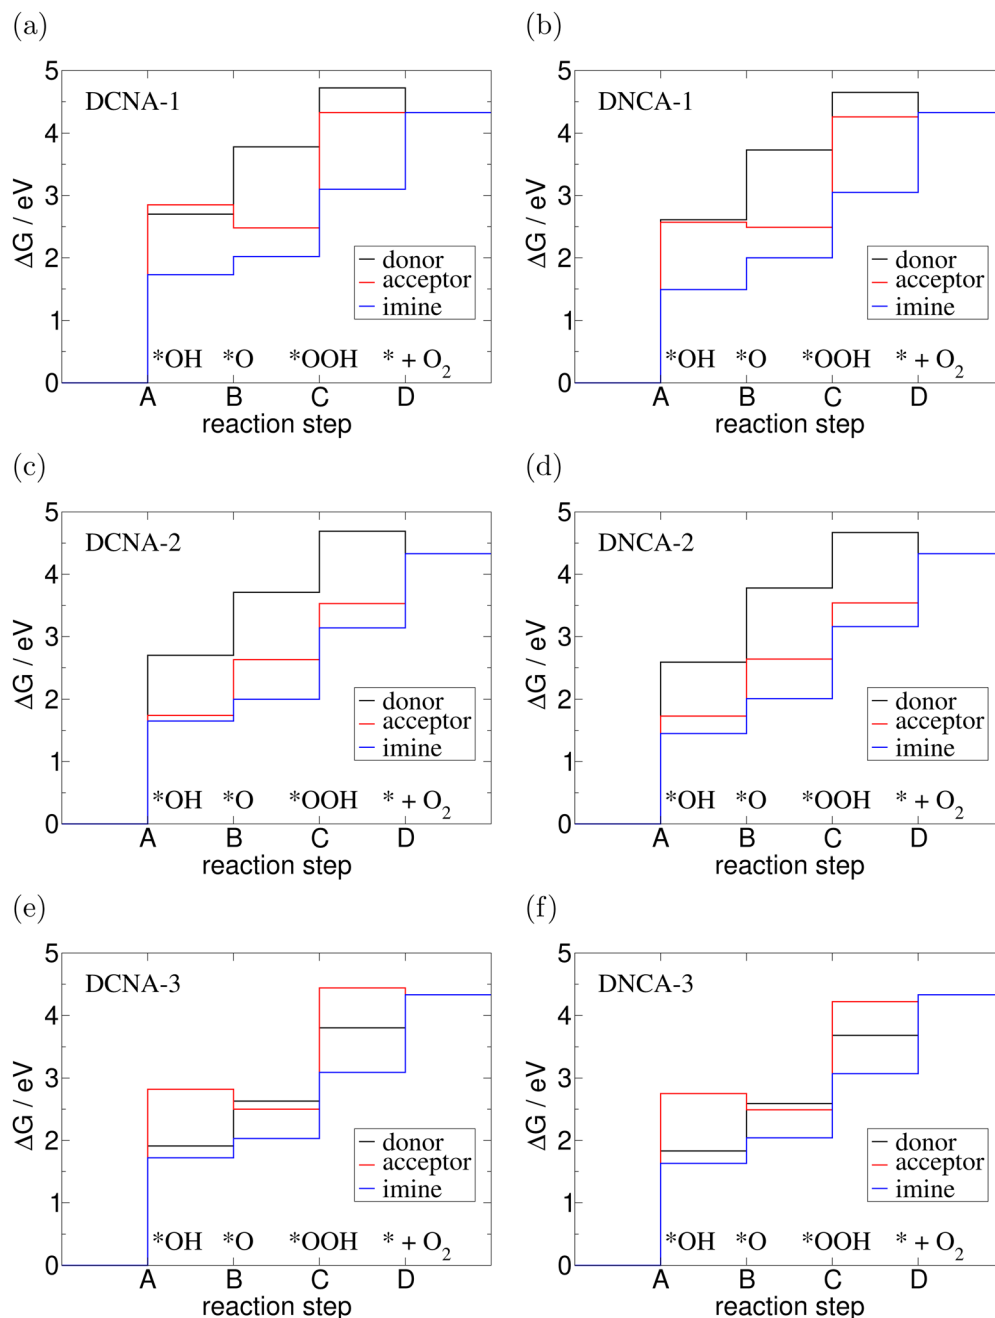 (a)
DCNA-1
ΔG / eV
5
4
3
2
1
0
donor
acceptor
imine
*OH *O *OOH * + O₂
A B C D
reaction step
(b)
DNCA-1
ΔG / eV
5
4
3
2
1
0
donor
acceptor
imine
*OH *O *OOH * + O₂
A B C D
reaction step
(c)
DCNA-2
ΔG / eV
5
4
3
2
1
0
donor
acceptor
imine
*OH *O *OOH * + O₂
A B C D
reaction step
(d)
DNCA-2
ΔG / eV
5
4
3
2
1
0
donor
acceptor
imine
*OH *O *OOH * + O₂
A B C D
reaction step
(e)
DCNA-3
ΔG / eV
5
4
3
2
1
0
donor
acceptor
imine
*OH *O *OOH * + O₂
A B C D
reaction step
(f)
DNCA-3
ΔG / eV
5
4
3
2
1
0
donor
acceptor
imine
*OH *O *OOH * + O₂
A B C D
reaction step